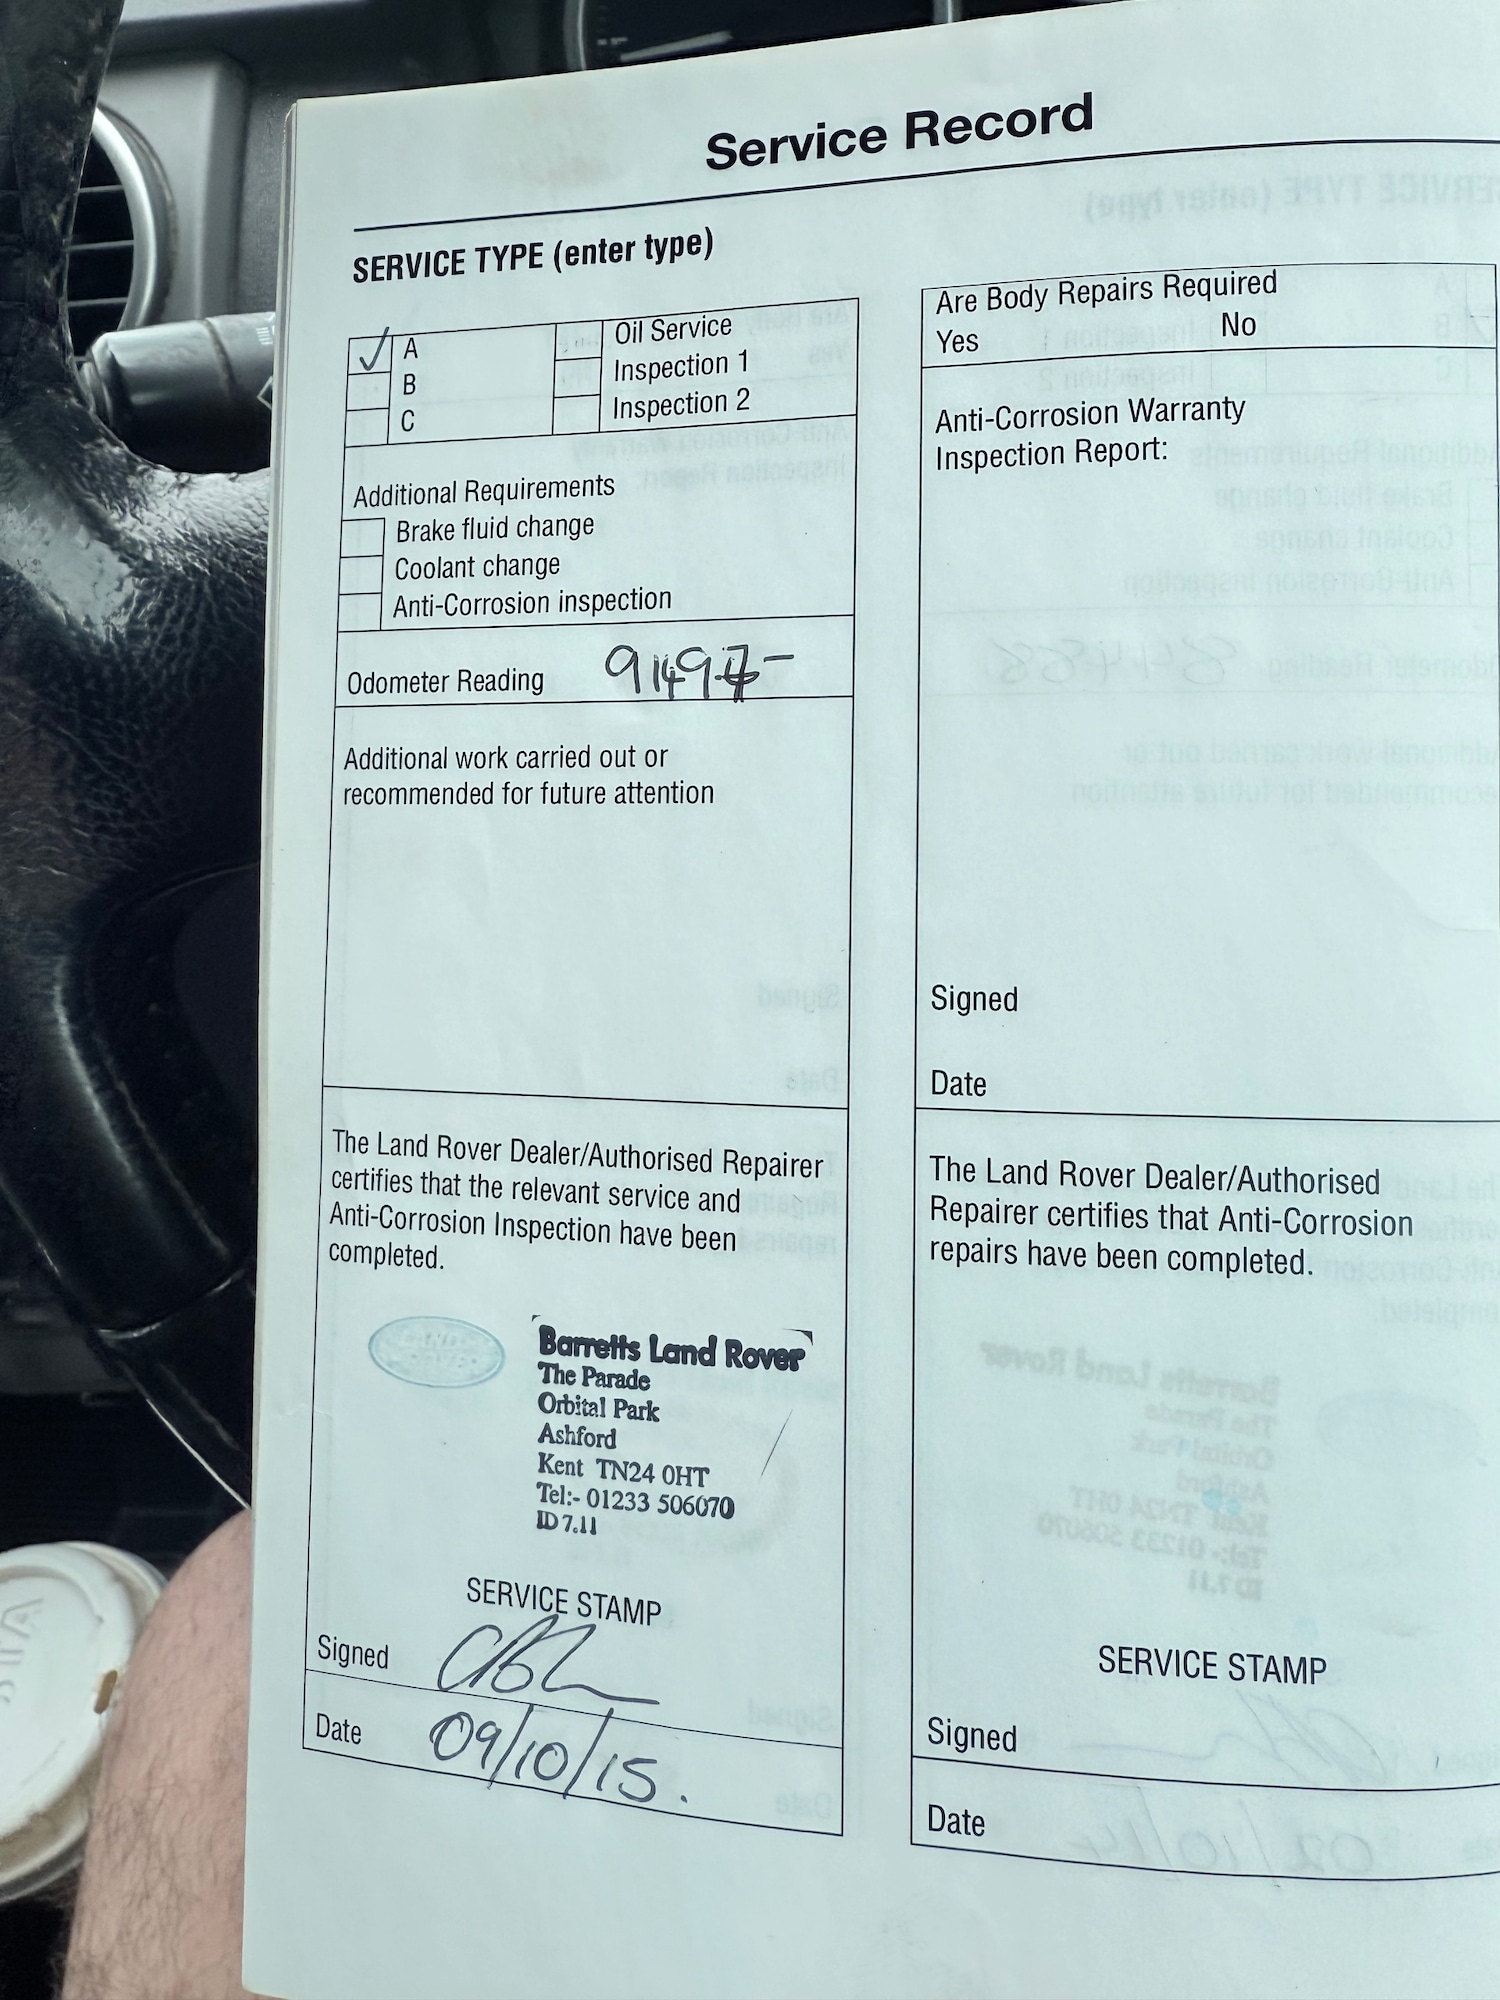 Service Record
SERVICE TYPE (enter type)
✓ A
B
C
Oil Service
Inspection 1
Inspection 2
Additional Requirements
Brake fluid change
Coolant change
Anti-Corrosion inspection
Odometer Reading
Additional work carried out or
recommended for future attention
The Land Rover Dealer/Authorised Repairer
certifies that the relevant service and
Anti-Corrosion Inspection have been
completed.
LAND
ROVER
Barretts Land Rover
The Parade
Orbital Park
Ashford
Kent TN24 0HT
Tel:- 01233 506070
ID 7.11
SERVICE STAMP
Signed
Date 09/10/15.
Are Body Repairs Required
Yes No
Anti-Corrosion Warranty
Inspection Report:
Signed
Date
The Land Rover Dealer/Authorised
Repairer certifies that Anti-Corrosion
repairs have been completed.
SERVICE STAMP
Signed
Date